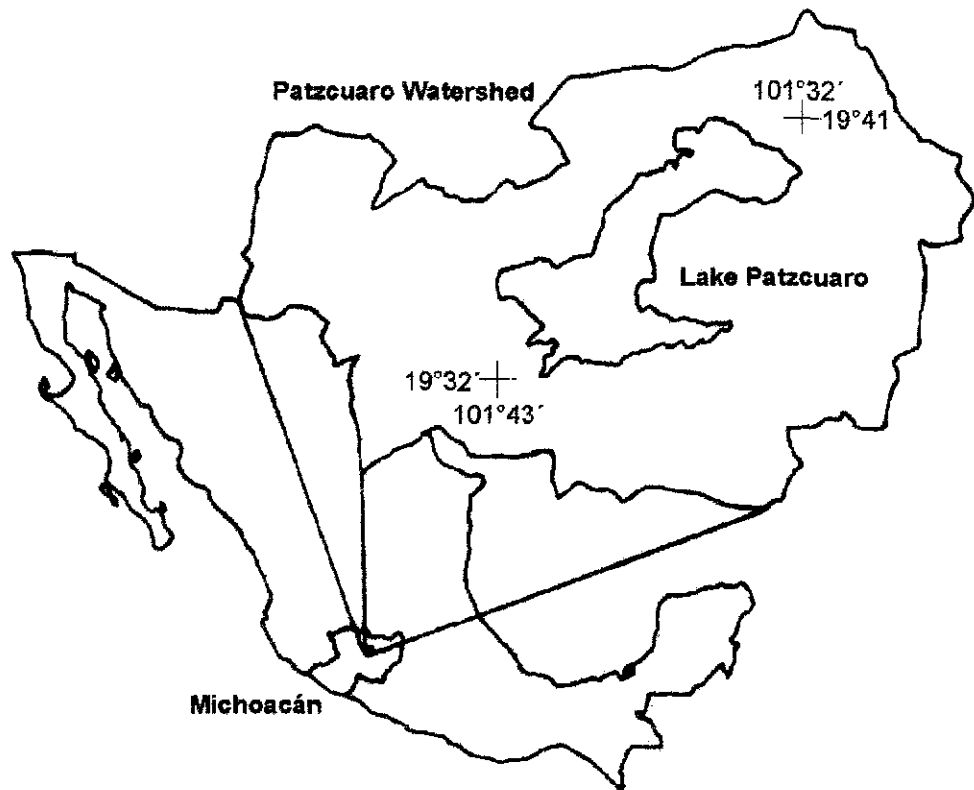 Patzcuaro Watershed
101°32´
19°41
Lake Patzcuaro
19°32´
101°43´
Michoacán